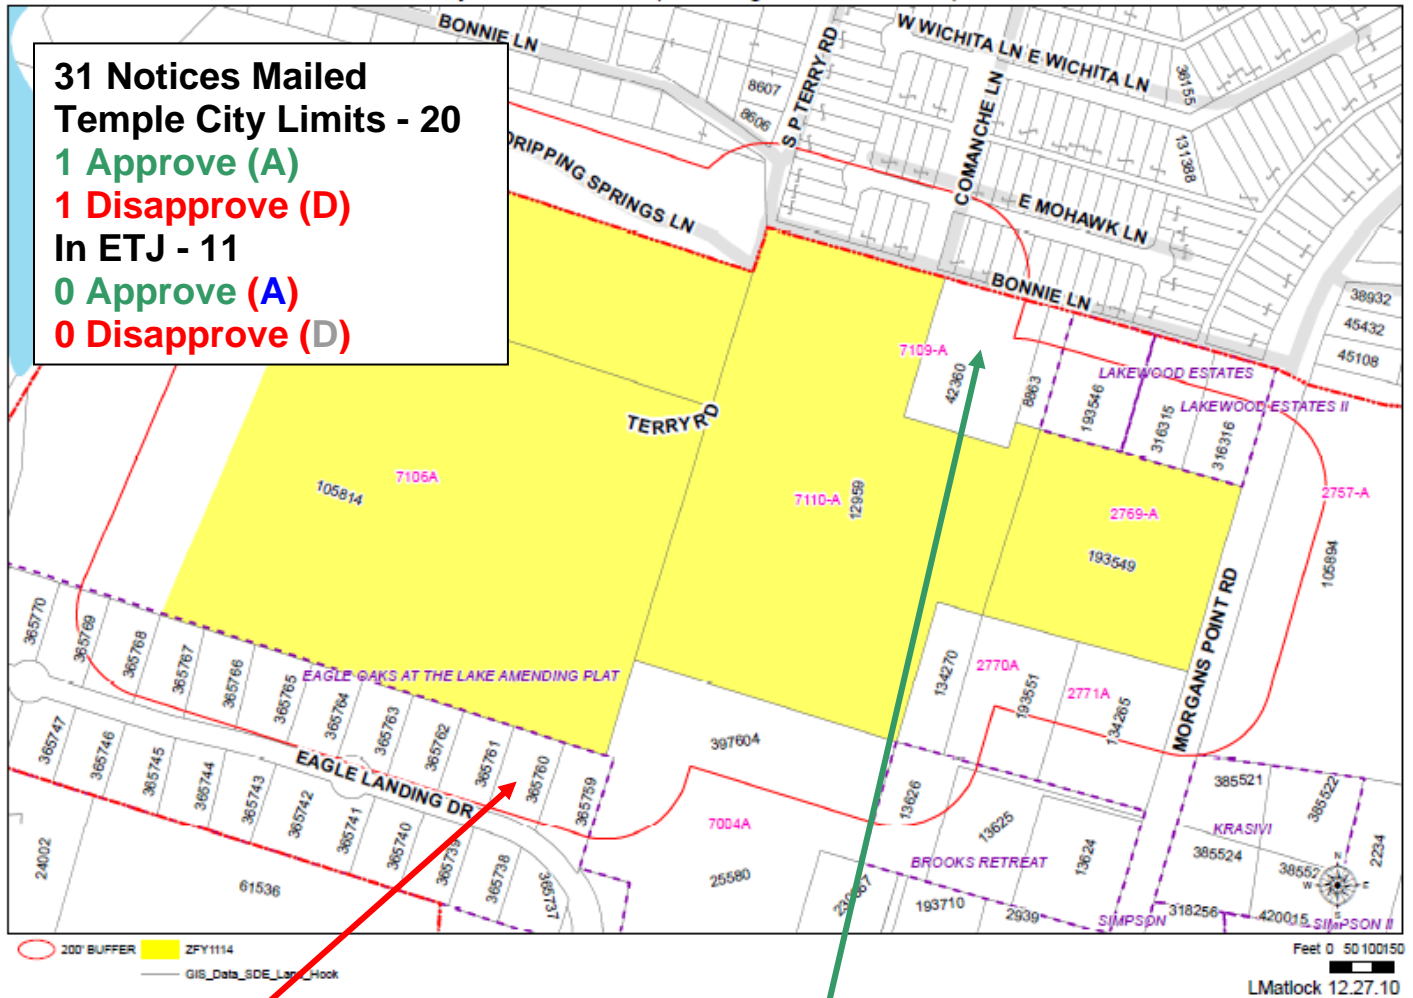 BONNIE LN
31 Notices Mailed
Temple City Limits - 20
1 Approve (A)
1 Disapprove (D)
In ETJ - 11
0 Approve (A)
0 Disapprove (D)
S P TERRY RD
W WICHITA LN
E WICHITA LN
36155
8607
8606
COMANCHE LN
131388
DRIPPING SPRINGS LN
E MOHAWK LN
BONNIE LN
38932
45432
45108
7109-A
42360
8863
193546
LAKEWOOD ESTATES
LAKEWOOD ESTATES II
316315
316316
TERRY RD
7106A
105814
7110-A
12959
2769-A
193549
2757-A
105894
MORGANS POINT RD
365770
365769
365768
365767
365766
365765
365764
365763
365762
365761
365760
365759
EAGLE OAKS AT THE LAKE AMENDING PLAT
134270
2770A
193551
2771A
134265
397604
365747
365746
365745
365744
365743
365742
365741
365740
365739
365738
365737
EAGLE LANDING DR
24002
61536
7004A
25580
13626
13625
13624
BROOKS RETREAT
193710
2939
SIMPSON
385521
385522
KRASIVI
385524
38552
2234
318256
420015
SIMPSON II
N
W
E
S
200' BUFFER
ZFY1114
GIS_Data_SDE_Land_Hook
Feet 0 50 100 150
LMatlock 12.27.10